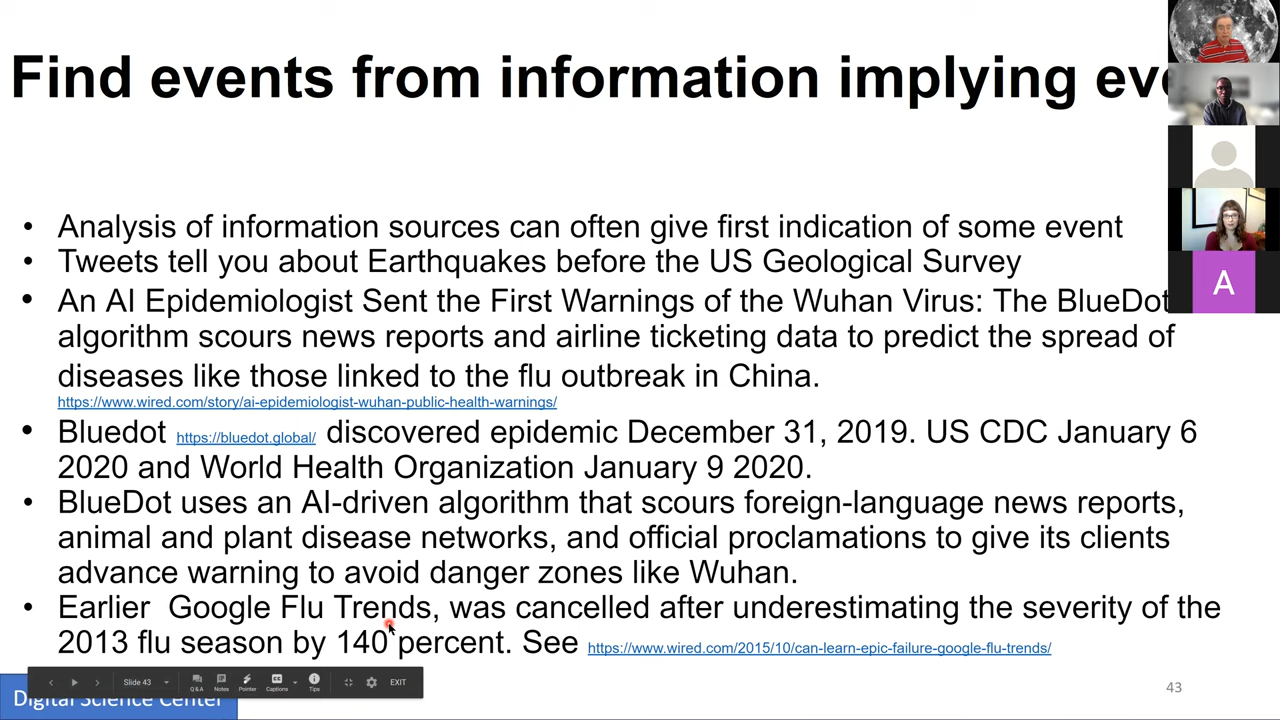 Find events from information implying eve
• Analysis of information sources can often give first indication of some event
• Tweets tell you about Earthquakes before the US Geological Survey
• An AI Epidemiologist Sent the First Warnings of the Wuhan Virus: The BlueDot
algorithm scours news reports and airline ticketing data to predict the spread of
diseases like those linked to the flu outbreak in China.
https://www.wired.com/story/ai-epidemiologist-wuhan-public-health-warnings/
• Bluedot https://bluedot.global/ discovered epidemic December 31, 2019. US CDC January 6
2020 and World Health Organization January 9 2020.
• BlueDot uses an AI-driven algorithm that scours foreign-language news reports,
animal and plant disease networks, and official proclamations to give its clients
advance warning to avoid danger zones like Wuhan.
• Earlier Google Flu Trends, was cancelled after underestimating the severity of the
2013 flu season by 140 percent. See https://www.wired.com/2015/10/can-learn-epic-failure-google-flu-trends/
A
Slide 43
Q&A Notes Pointer Captions Tips
EXIT
Digital Science Center
43